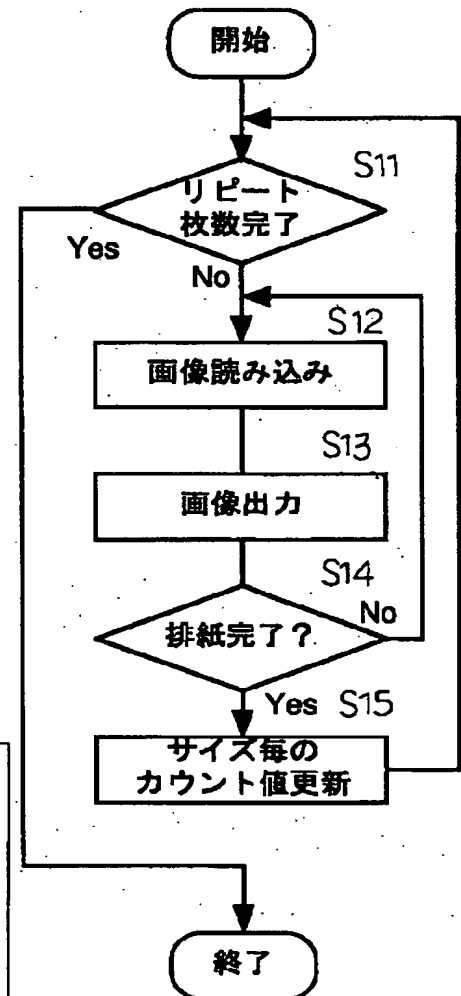 開始
S11
リピート
枚数完了
Yes
No
S12
画像読み込み
S13
画像出力
S14
排紙完了？
No
Yes
S15
サイズ毎の
カウント値更新
終了